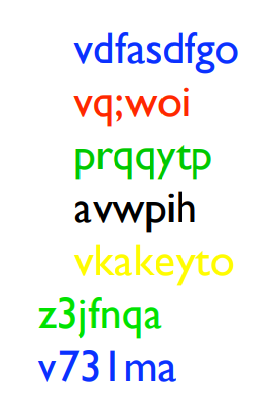 vdfasdfgo
vq;woi
prqqytp
avwpih
vkakeyto
z3jfnqa
v731ma